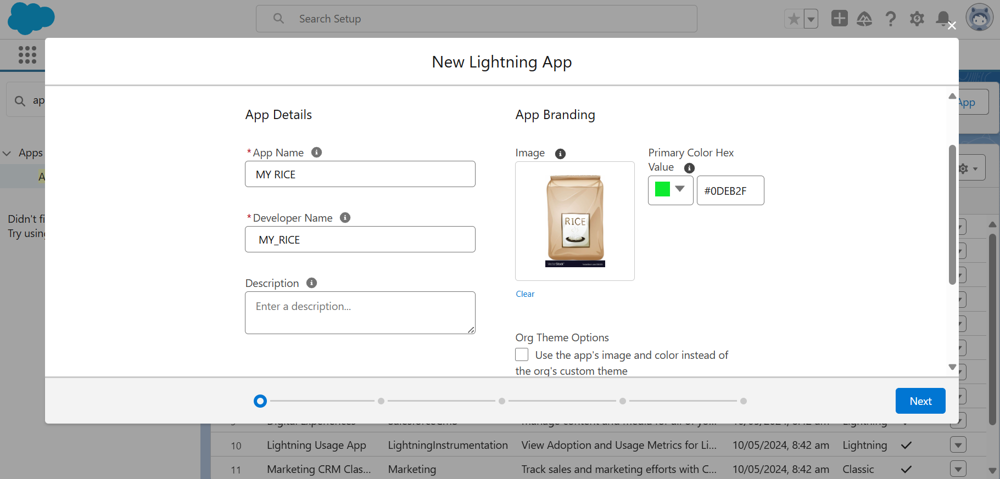 Search Setup
New Lightning App
App Details
App Branding
* App Name
MY RICE
* Developer Name
MY_RICE
Description
Enter a description...
Image
RICE
VectorStock
Clear
Primary Color Hex
Value
#0DEB2F
Org Theme Options
Use the app's image and color instead of
the org's custom theme
Next
ap
App
Apps
A
Didn't fi
Try using
10 Lightning Usage App LightningInstrumentation View Adoption and Usage Metrics for Li... 10/05/2024, 8:42 am Lightning
11 Marketing CRM Clas... Marketing Track sales and marketing efforts with C... 10/05/2024, 8:42 am Classic